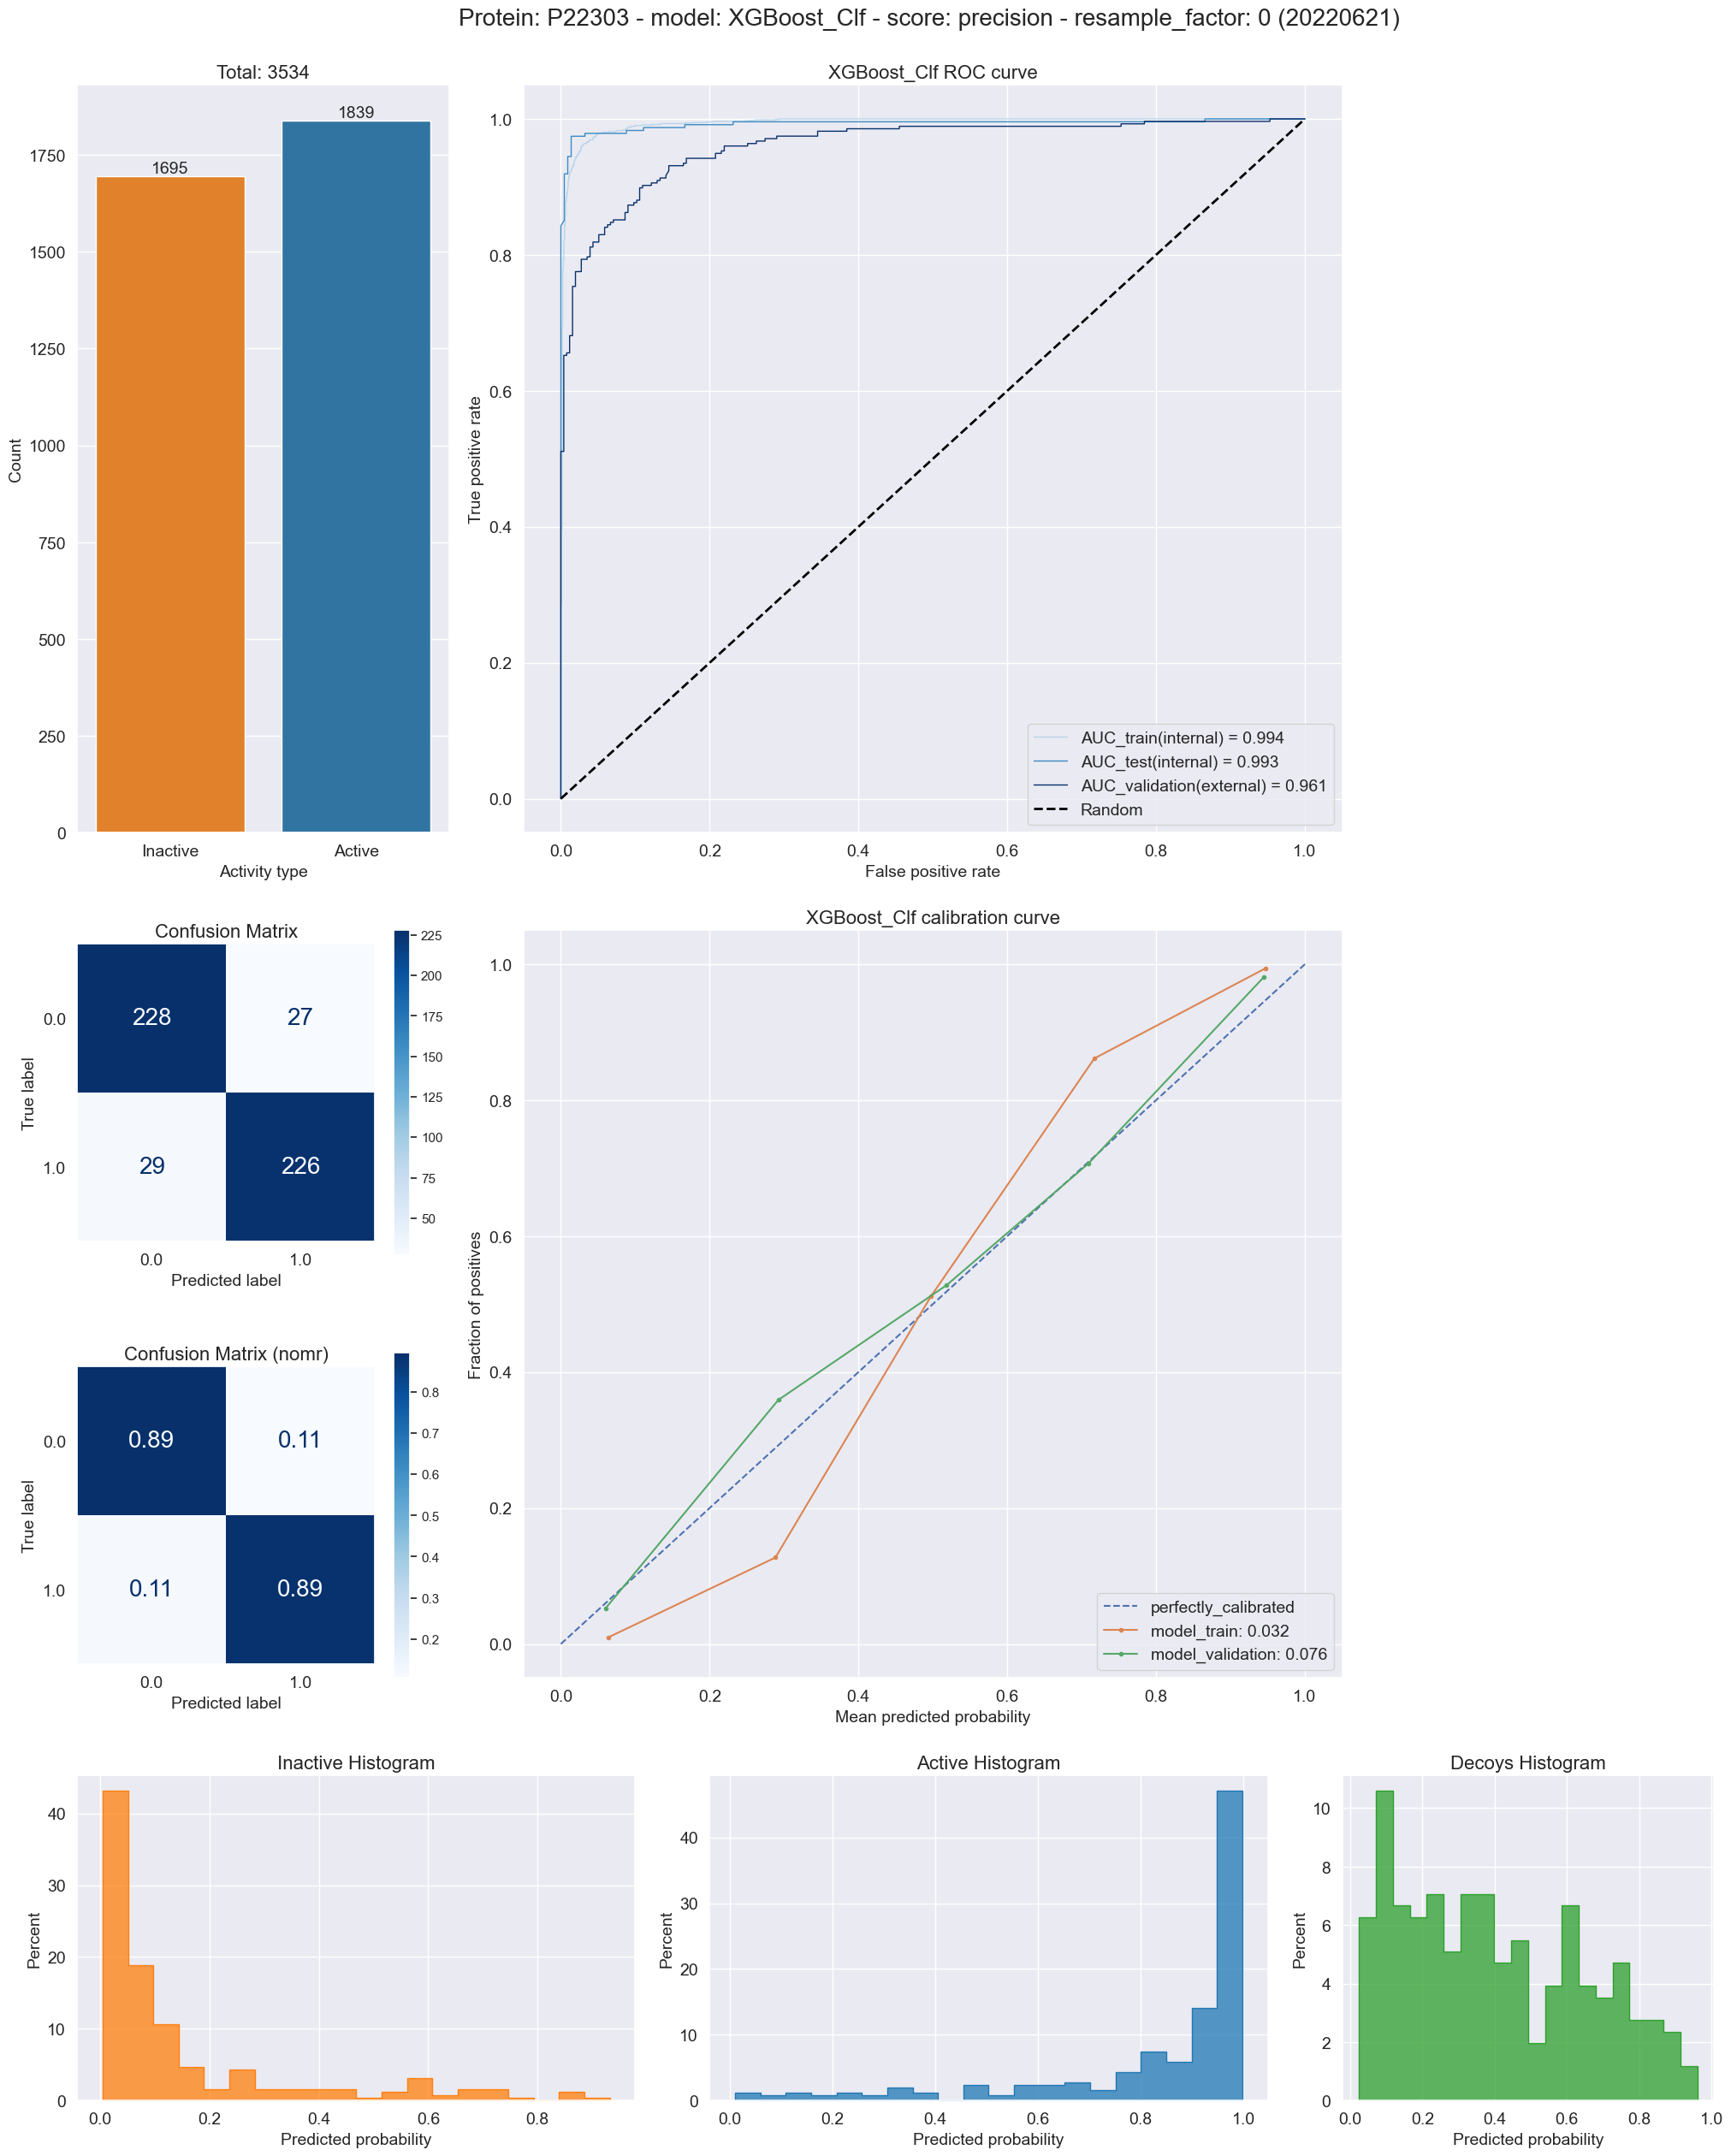 Protein: P22303 - model: XGBoost_Clf - score: precision - resample_factor: 0 (20220621)
Total: 3534
1839
1695
1750
1500
1250
1000
750
500
250
0
Count
Inactive Active
Activity type
XGBoost_Clf ROC curve
1.0
0.8
0.6
0.4
0.2
0.0
True positive rate
AUC_train(internal) = 0.994
AUC_test(internal) = 0.993
AUC_validation(external) = 0.961
Random
0.0 0.2 0.4 0.6 0.8 1.0
False positive rate
Confusion Matrix
0.0 228 27
1.0 29 226
True label
0.0 1.0
Predicted label
225
200
175
150
125
100
75
50
Confusion Matrix (nomr)
0.0 0.89 0.11
1.0 0.11 0.89
True label
0.0 1.0
Predicted label
0.8
0.7
0.6
0.5
0.4
0.3
0.2
XGBoost_Clf calibration curve
1.0
0.8
0.6
0.4
0.2
0.0
Fraction of positives
perfectly_calibrated
model_train: 0.032
model_validation: 0.076
0.0 0.2 0.4 0.6 0.8 1.0
Mean predicted probability
Inactive Histogram
40
30
20
10
0
Percent
0.0 0.2 0.4 0.6 0.8
Predicted probability
Active Histogram
40
30
20
10
0
Percent
0.0 0.2 0.4 0.6 0.8 1.0
Predicted probability
Decoys Histogram
10
8
6
4
2
0
Percent
0.0 0.2 0.4 0.6 0.8 1.0
Predicted probability